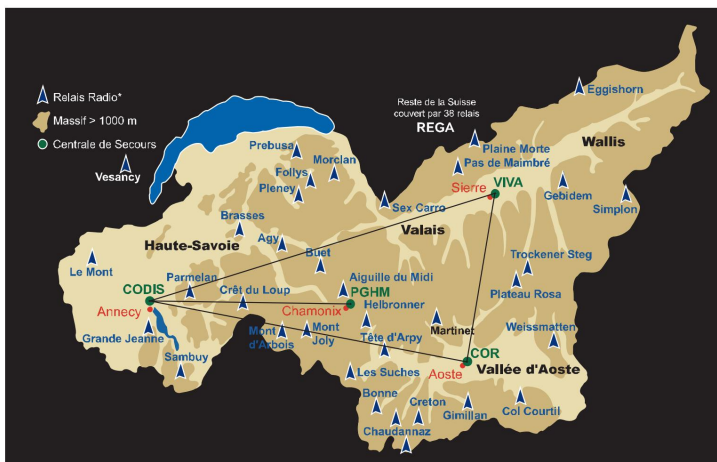 Relais Radio*
Massif > 1000 m
Centrale de Secours
Vesancy
Reste de la Suisse
couvert par 38 relais
REGA
Eggishorn
Wallis
Plaine Morte
Pas de Maimbré
Prebusa
Morclan
Follys
Pleney
Sierre
VIVA
Gebidem
Simplon
Sex Carro
Brasses
Valais
Haute-Savoie
Agy
Buet
Le Mont
Trockener Steg
Parmelan
Aiguille du Midi
CODIS
Crêt du Loup
PGHM
Plateau Rosa
Annecy
Chamonix
Helbronner
Grande Jeanne
Mont
d'Arbois
Mont
Joly
Martinet
Weissmatten
Tête d'Arpy
COR
Sambuy
Les Suches
Aoste
Vallée d'Aoste
Bonne
Creton
Gimillan
Col Courtil
Chaudannaz